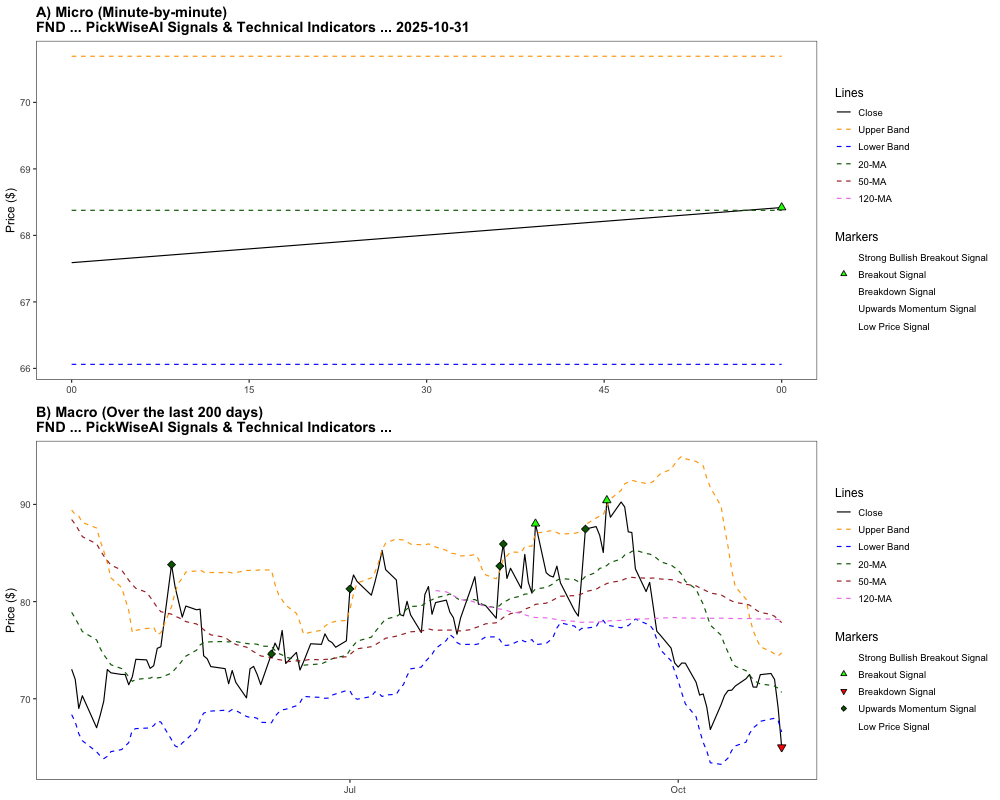 A) Micro (Minute-by-minute)
FND ... PickWiseAI Signals & Technical Indicators ... 2025-10-31
Price ($)
70
69
68
67
66
00
15
30
45
00
Lines
Close
Upper Band
Lower Band
20-MA
50-MA
120-MA
Markers
Strong Bullish Breakout Signal
Breakout Signal
Breakdown Signal
Upwards Momentum Signal
Low Price Signal
B) Macro (Over the last 200 days)
FND ... PickWiseAI Signals & Technical Indicators ...
Price ($)
90
80
70
Jul
Oct
Lines
Close
Upper Band
Lower Band
20-MA
50-MA
120-MA
Markers
Strong Bullish Breakout Signal
Breakout Signal
Breakdown Signal
Upwards Momentum Signal
Low Price Signal